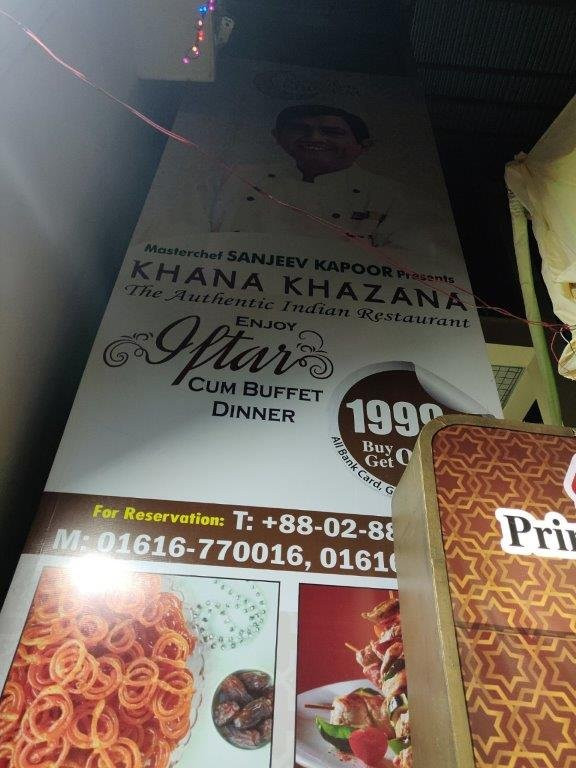 Masterchef SANJEEV KAPOOR Presents
KHANA KHAZANA
The Authentic Indian Restaurant
ENJOY
Iftar
CUM BUFFET
DINNER
1999
Buy
Get
All Bank Card,
For Reservation: T: +88-02-88
M: 01616-770016, 01616